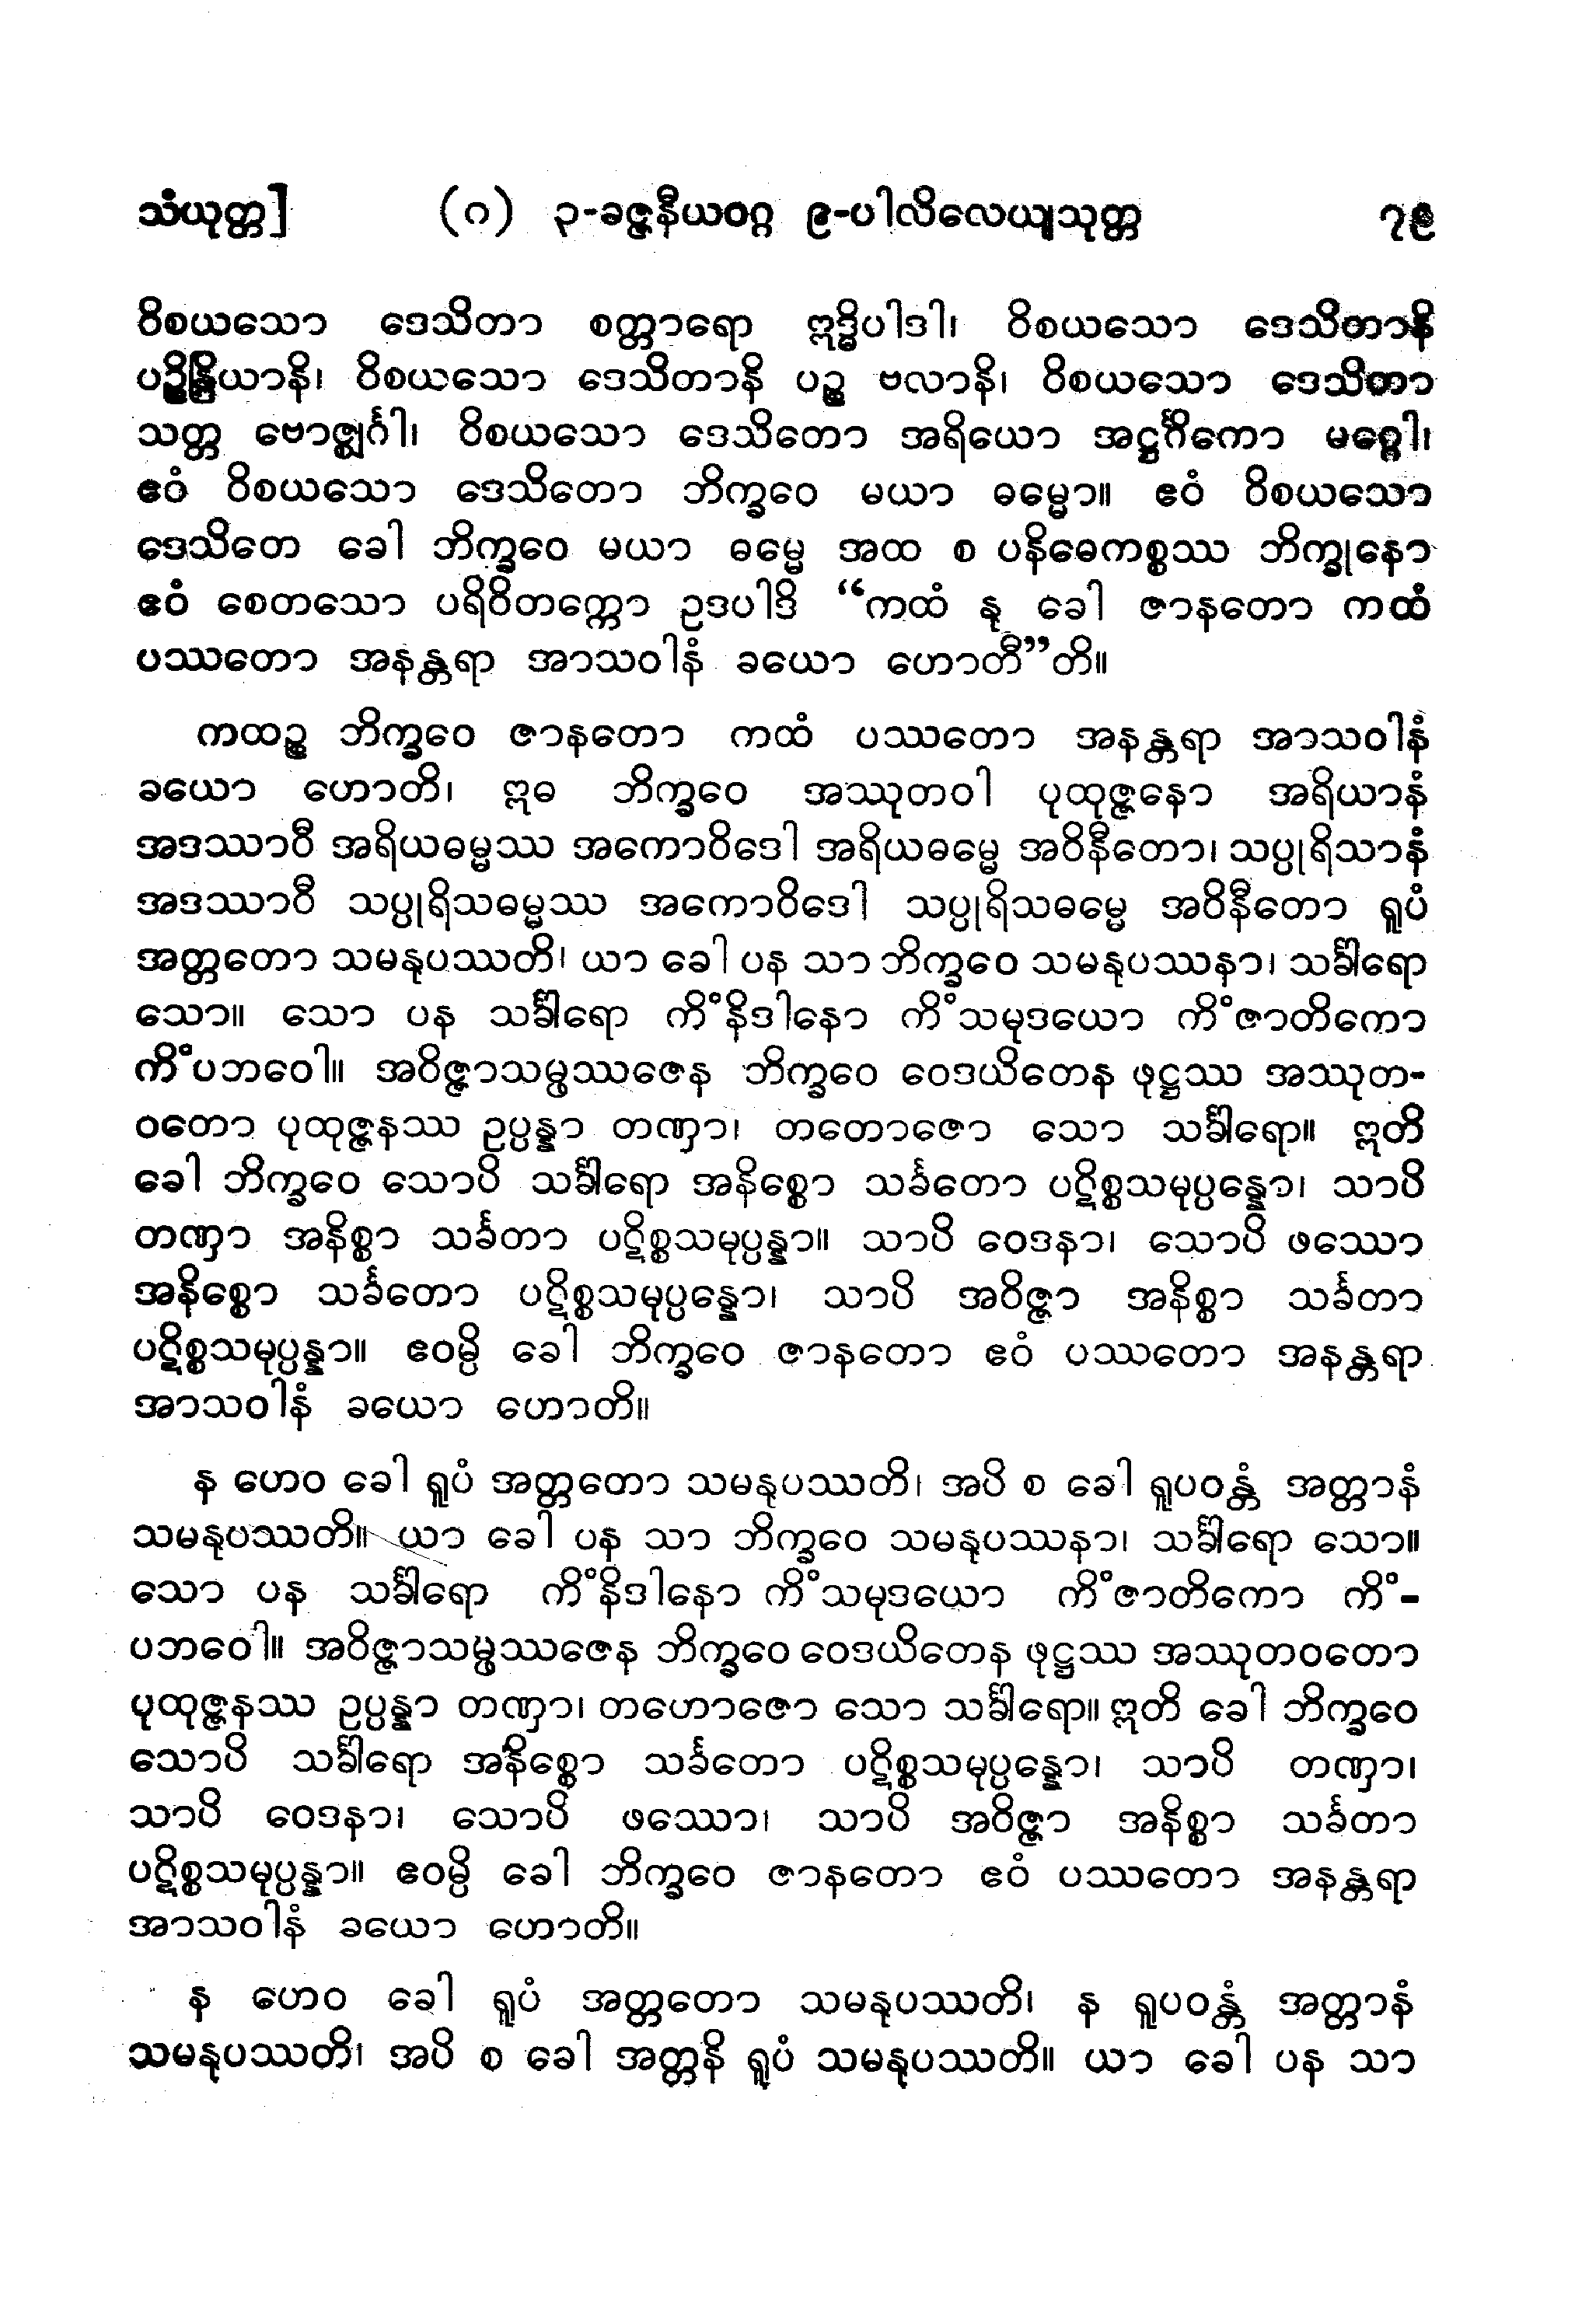 သံယုတ္တ] (ဂ) ၃-ခဇ္ဇနီယဝဂ္ဂ ၉-ပါလိလေယျသုတ္တ ၇၉
ဝိစယသော ဒေသိတာ စတ္တာရော ဣဒ္ဓိပါဒါ၊ ဝိစယသော ဒေသိတာနိ
ပဉ္စိန္ဒြိယာနိ၊ ဝိစယသော ဒေသိတာနိ ပဉ္စ ဗလာနိ၊ ဝိစယသော ဒေသိတာ
သတ္တ ဗောဇ္ဈင်္ဂါ၊ ဝိစယသော ဒေသိတော အရိယော အဋ္ဌင်္ဂိကော မဂ္ဂေါ၊
ဧဝံ ဝိစယသော ဒေသိတော ဘိက္ခဝေ မယာ ဓမ္မော။ ဧဝံ ဝိစယသော
ဒေသိတေ ခေါ ဘိက္ခဝေ မယာ ဓမ္မေ အထ စ ပနိဓေကစ္စဿ ဘိက္ခုနော
ဧဝံ စေတသော ပရိဝိတက္ကော ဥဒပါဒိ “ကထံ နု ခေါ ဇာနတော ကထံ
ပဿတော အနန္တရာ အာသဝါနံ ခယော ဟောတီ”တိ။
ကထဉ္စ ဘိက္ခဝေ ဇာနတော ကထံ ပဿတော အနန္တရာ အာသဝါနံ
ခယော ဟောတိ၊ ဣဓ ဘိက္ခဝေ အဿုတဝါ ပုထုဇ္ဇနော အရိယာနံ
အဒဿာဝီ အရိယဓမ္မဿ အကောဝိဒေါ အရိယဓမ္မေ အဝိနီတော၊ သပ္ပုရိသာနံ
အဒဿာဝီ သပ္ပုရိသဓမ္မဿ အကောဝိဒေါ သပ္ပုရိသဓမ္မေ အဝိနီတော ရူပံ
အတ္တတော သမနုပဿတိ၊ ယာ ခေါ ပန သာ ဘိက္ခဝေ သမနုပဿနာ၊ သင်္ခါရော
သော။ သော ပန သင်္ခါရော ကိံနိဒါနော ကိံသမုဒယော ကိံဇာတိကော
ကိံပဘဝေါ။ အဝိဇ္ဇာသမ္ဖဿဇေန ဘိက္ခဝေ ဝေဒယိတေန ဖုဋ္ဌဿ အဿုတ-
ဝတော ပုထုဇ္ဇနဿ ဥပ္ပန္နာ တဏှာ၊ တတောဇော သော သင်္ခါရော။ ဣတိ
ခေါ ဘိက္ခဝေ သောပိ သင်္ခါရော အနိစ္စော သင်္ခတော ပဋိစ္စသမုပ္ပန္နော၊ သာပိ
တဏှာ အနိစ္စာ သင်္ခတာ ပဋိစ္စသမုပ္ပန္နာ။ သာပိ ဝေဒနာ၊ သောပိ ဖဿော
အနိစ္စော သင်္ခတော ပဋိစ္စသမုပ္ပန္နော၊ သာပိ အဝိဇ္ဇာ အနိစ္စာ သင်္ခတာ
ပဋိစ္စသမုပ္ပန္နာ။ ဧဝမ္ပိ ခေါ ဘိက္ခဝေ ဇာနတော ဧဝံ ပဿတော အနန္တရာ
အာသဝါနံ ခယော ဟောတိ။
န ဟေဝ ခေါ ရူပံ အတ္တတော သမနုပဿတိ၊ အပိ စ ခေါ ရူပဝန္တံ အတ္တာနံ
သမနုပဿတိ။ ယာ ခေါ ပန သာ ဘိက္ခဝေ သမနုပဿနာ၊ သင်္ခါရော သော။
သော ပန သင်္ခါရော ကိံနိဒါနော ကိံသမုဒယော ကိံဇာတိကော ကိံ-
ပဘဝေါ။ အဝိဇ္ဇာသမ္ဖဿဇေန ဘိက္ခဝေ ဝေဒယိတေန ဖုဋ္ဌဿ အဿုတဝတော
ပုထုဇ္ဇနဿ ဥပ္ပန္နာ တဏှာ၊ တဟောဇော သော သင်္ခါရော။ ဣတိ ခေါ ဘိက္ခဝေ
သောပိ သင်္ခါရော အနိစ္စော သင်္ခတော ပဋိစ္စသမုပ္ပန္နော၊ သာပိ တဏှာ၊
သာပိ ဝေဒနာ၊ သောပိ ဖဿော၊ သာပိ အဝိဇ္ဇာ အနိစ္စာ သင်္ခတာ
ပဋိစ္စသမုပ္ပန္နာ။ ဧဝမ္ပိ ခေါ ဘိက္ခဝေ ဇာနတော ဧဝံ ပဿတော အနန္တရာ
အာသဝါနံ ခယော ဟောတိ။
န ဟေဝ ခေါ ရူပံ အတ္တတော သမနုပဿတိ၊ န ရူပဝန္တံ အတ္တာနံ
သမနုပဿတိ၊ အပိ စ ခေါ အတ္တနိ ရူပံ သမနုပဿတိ။ ယာ ခေါ ပန သာ